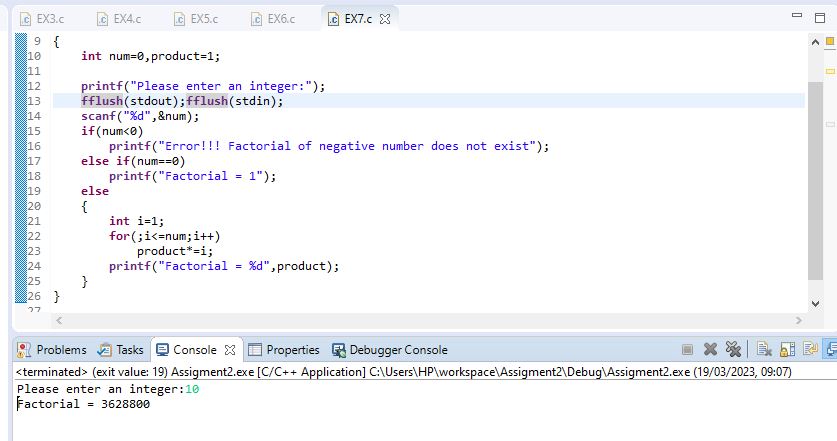 EX3.c EX4.c EX5.c EX6.c EX7.c
9 {
10 int num=0,product=1;
11
12 printf("Please enter an integer:");
13 fflush(stdout);fflush(stdin);
14 scanf("%d",&num);
15 if(num<0)
16 printf("Error!!! Factorial of negative number does not exist");
17 else if(num==0)
18 printf("Factorial = 1");
19 else
20 {
21 int i=1;
22 for(;i<=num;i++)
23 product*=i;
24 printf("Factorial = %d",product);
25 }
26 }
27
Problems Tasks Console Properties Debugger Console
<terminated> (exit value: 19) Assigment2.exe [C/C++ Application] C:\Users\HP\workspace\Assigment2\Debug\Assigment2.exe (19/03/2023, 09:07)
Please enter an integer:10
Factorial = 3628800